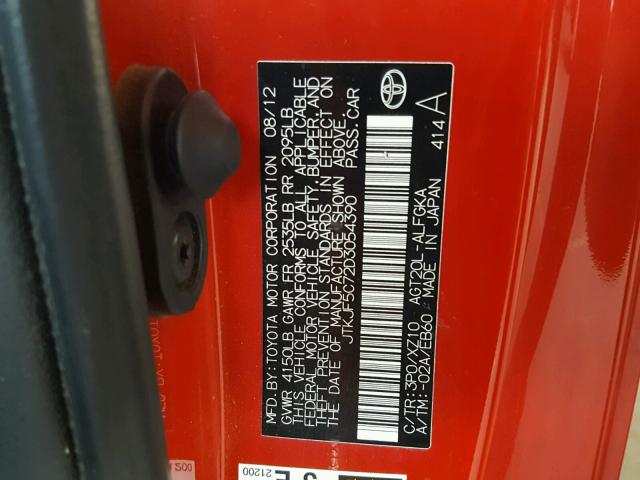 MFD. BY: TOYOTA MOTOR CORPORATION 08/12
GVWR 4150LB GAWR FR 2535LB RR 2095LB
THIS VEHICLE CONFORMS TO ALL APPLICABLE
FEDERAL MOTOR VEHICLE SAFETY, BUMPER, AND
THEFT PREVENTION STANDARDS IN EFFECT ON
THE DATE OF MANUFACTURE SHOWN ABOVE.
JTKJF5C72D3054390 PASS. CAR
C/TR:3P0/XZ10 AGT20L-ALFGKA
A/TM:-02A/EB60 MADE IN JAPAN 414 A
21200